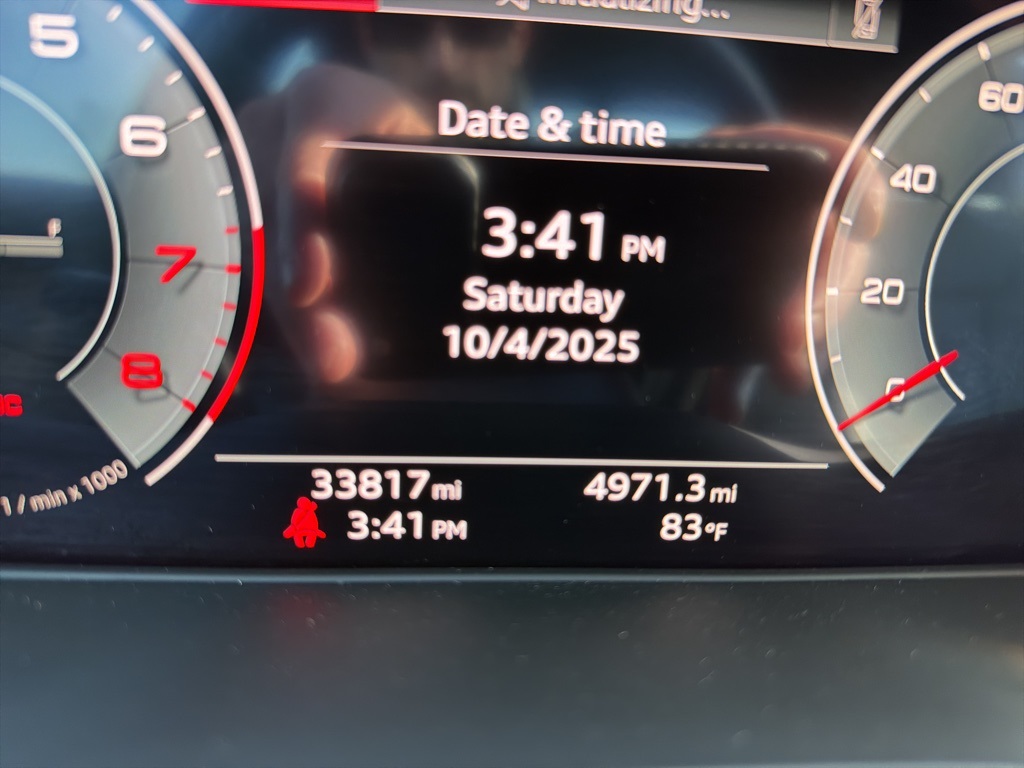 initializing...
Date & time
3:41 PM
Saturday
10/4/2025
5
6
7
8
1 / min x 1000
60
40
20
0
33817 mi
4971.3 mi
3:41 PM
83°F